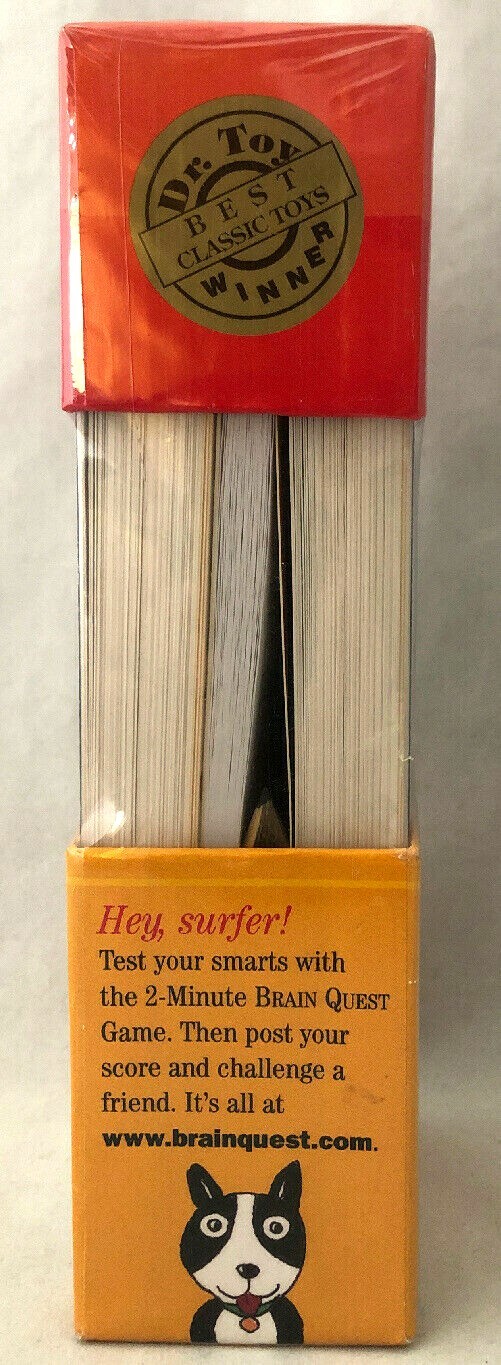 Dr. Toy
BEST
CLASSIC TOYS
WINNER
Hey, surfer!
Test your smarts with
the 2-Minute BRAIN QUEST
Game. Then post your
score and challenge a
friend. It's all at
www.brainquest.com.